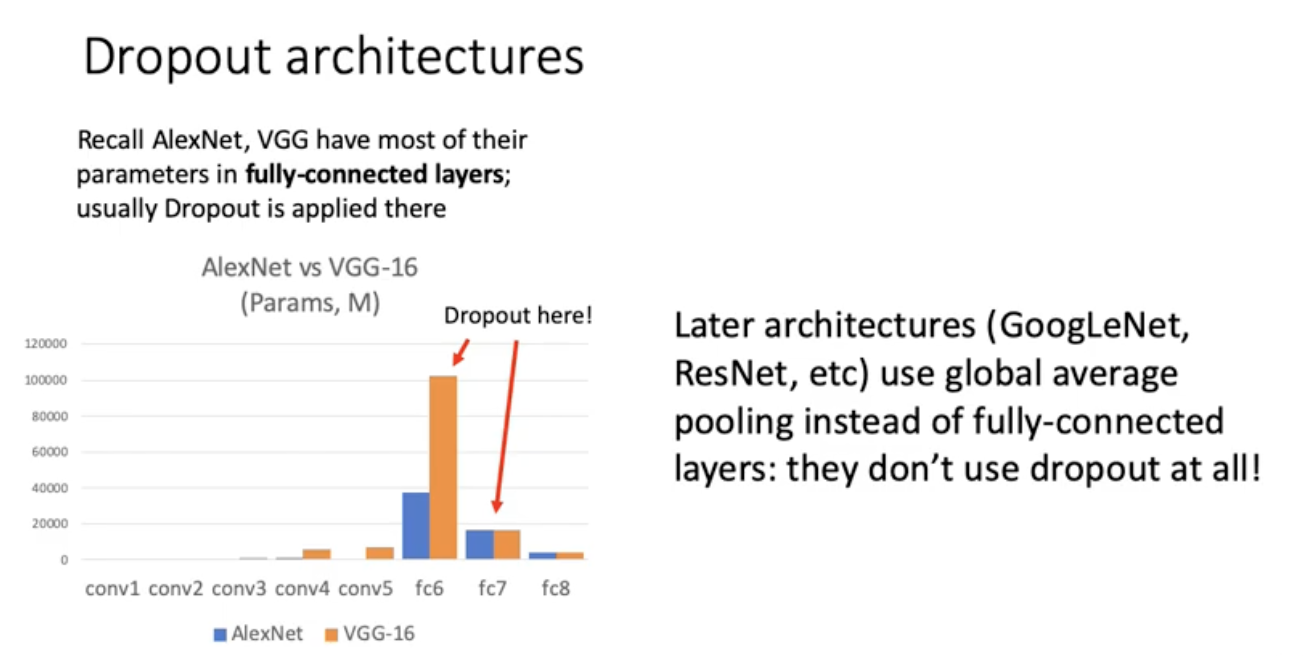 Dropout architectures
Recall AlexNet, VGG have most of their
parameters in fully-connected layers;
usually Dropout is applied there
AlexNet vs VGG-16
(Params, M)
Dropout here!
120000
100000
80000
60000
40000
20000
0
conv1 conv2 conv3 conv4 conv5 fc6 fc7 fc8
AlexNet VGG-16
Later architectures (GoogLeNet,
ResNet, etc) use global average
pooling instead of fully-connected
layers: they don’t use dropout at all!